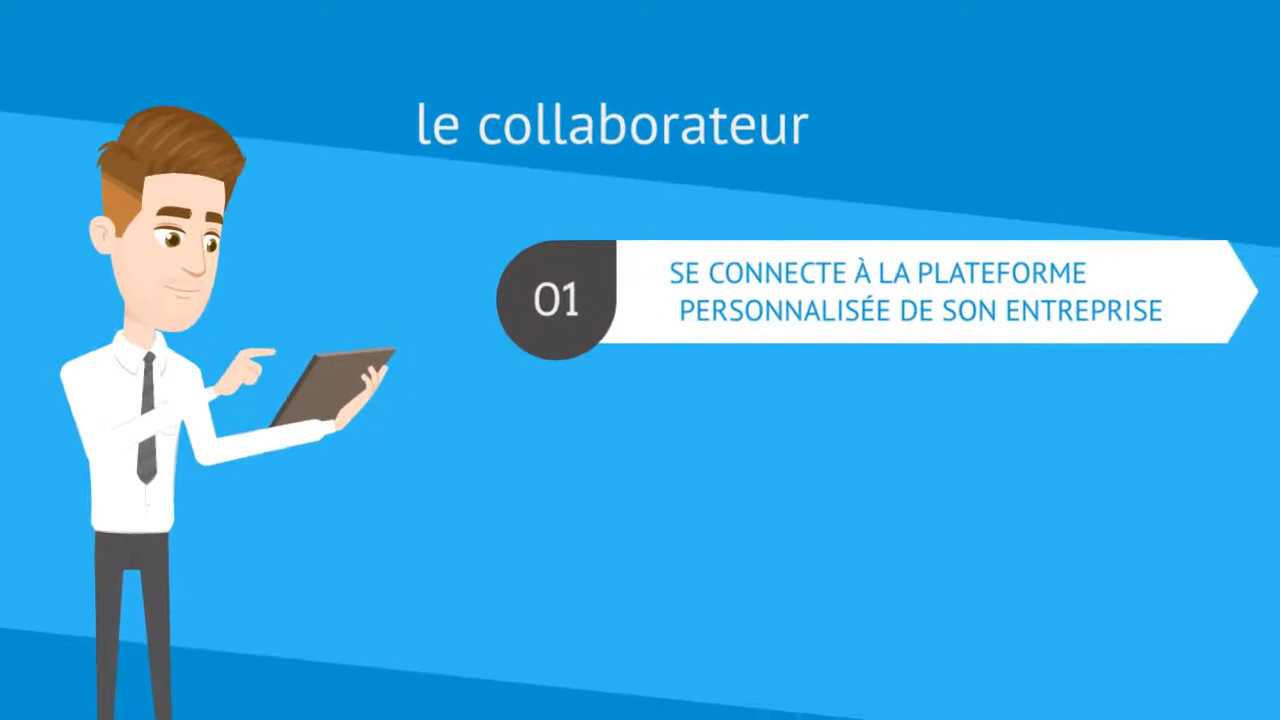 le collaborateur
01
SE CONNECTE À LA PLATEFORME
PERSONNALISÉE DE SON ENTREPRISE